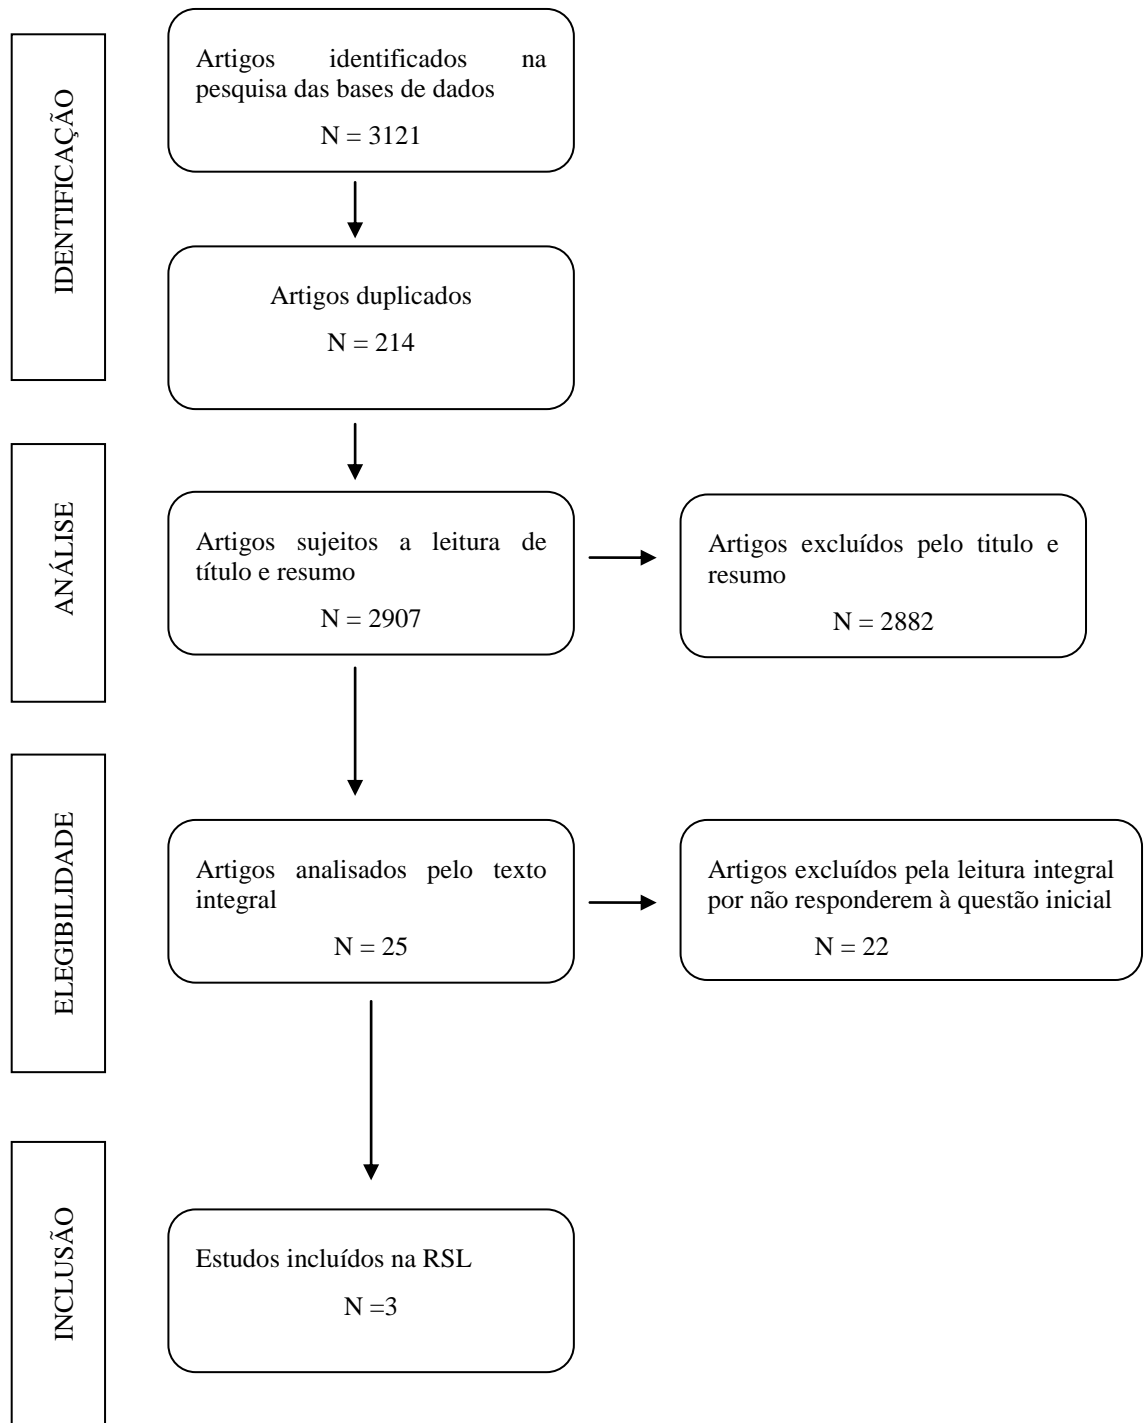 IDENTIFICAÇÃO
Artigos identificados na
pesquisa das bases de dados
N = 3121
Artigos duplicados
N = 214
ANÁLISE
Artigos sujeitos a leitura de
título e resumo
N = 2907
Artigos excluídos pelo titulo e
resumo
N = 2882
ELEGIBILIDADE
Artigos analisados pelo texto
integral
N = 25
Artigos excluídos pela leitura integral
por não responderem à questão inicial
N = 22
INCLUSÃO
Estudos incluídos na RSL
N =3